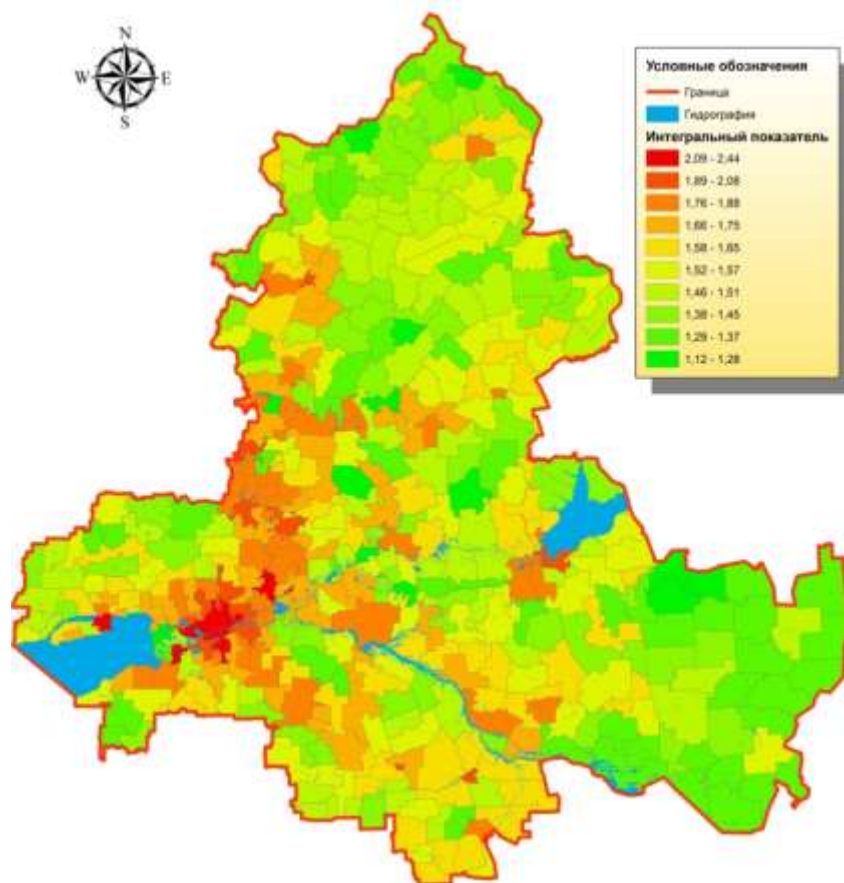 N
W E
S
Условные обозначения
Граница
Гидрография
Интегральный показатель
2,09 - 2,44
1,89 - 2,08
1,76 - 1,88
1,66 - 1,75
1,58 - 1,65
1,52 - 1,57
1,46 - 1,51
1,38 - 1,45
1,29 - 1,37
1,12 - 1,28